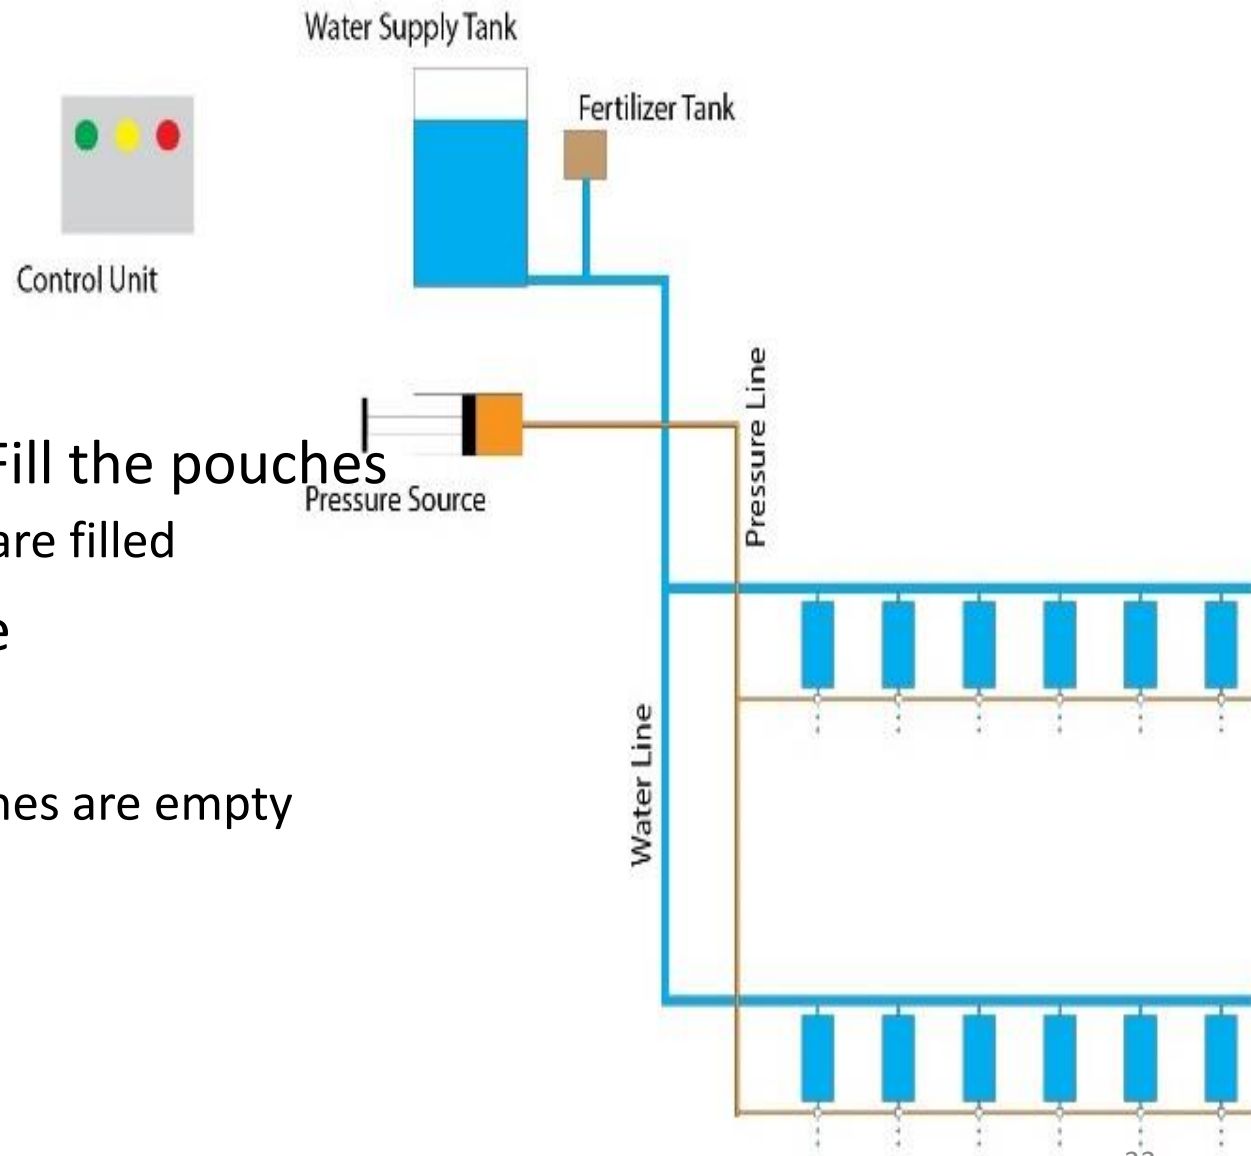 Water Supply Tank
Fertilizer Tank
Control Unit
Pressure Line
Fill the pouches
Pressure Source
are filled
Water Line
are empty